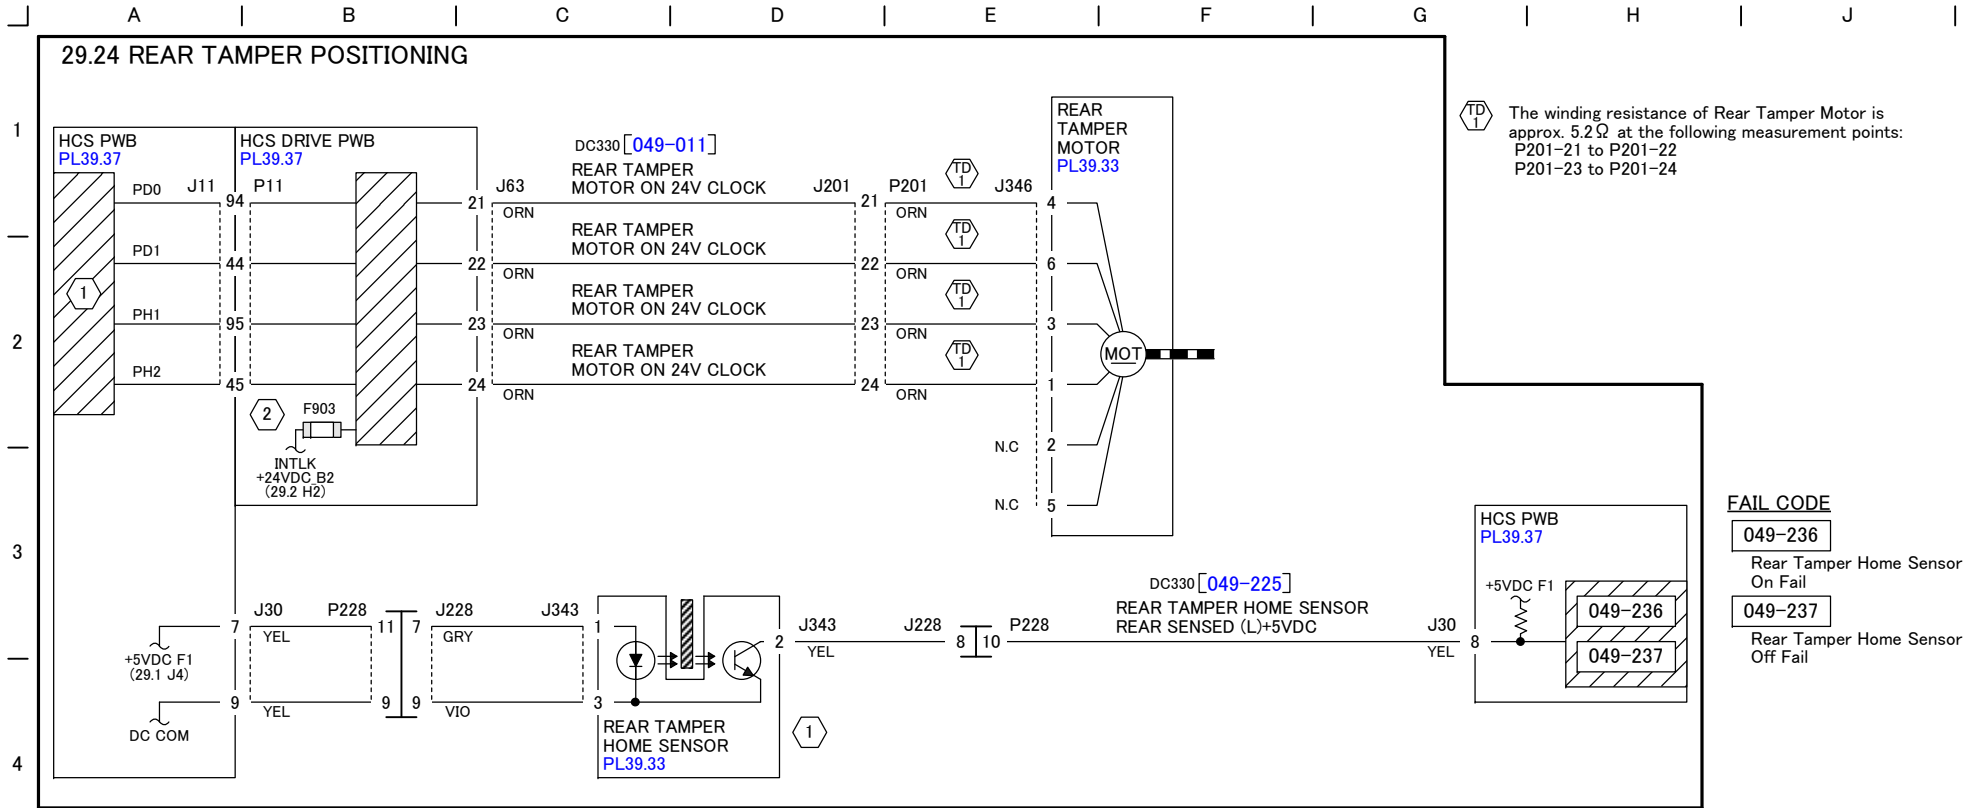 A B C D E F G H J
29.24 REAR TAMPER POSITIONING
1
2
3
4
HCS PWB
PL39.37
HCS DRIVE PWB
PL39.37
PD0 J11 94 P11
PD1 44
PH1 95
PH2 45
1
2
F903
INTLK
+24VDC_B2
(29.2 H2)
DC330 [049-011]
J63 J201 P201 J346
REAR TAMPER
MOTOR ON 24V CLOCK
21 ORN 21 ORN TD 1 4
REAR TAMPER
MOTOR ON 24V CLOCK
22 ORN 22 ORN TD 1 6
REAR TAMPER
MOTOR ON 24V CLOCK
23 ORN 23 ORN TD 1 3
REAR TAMPER
MOTOR ON 24V CLOCK
24 ORN 24 ORN TD 1 1
N.C 2
N.C 5
REAR
TAMPER
MOTOR
PL39.33
MOT
TD 1
The winding resistance of Rear Tamper Motor is
approx. 5.2Ω at the following measurement points:
P201-21 to P201-22
P201-23 to P201-24
+5VDC F1
(29.1 J4)
DC COM
7 J30 YEL P228 11 7 J228 GRY J343 1
9 YEL 9 9 VIO 3
REAR TAMPER
HOME SENSOR
PL39.33
1
2 J343 YEL J228 8 10 P228
DC330 [049-225]
REAR TAMPER HOME SENSOR
REAR SENSED (L)+5VDC
J30 YEL 8
HCS PWB
PL39.37
+5VDC F1
049-236
049-237
FAIL CODE
049-236
Rear Tamper Home Sensor
On Fail
049-237
Rear Tamper Home Sensor
Off Fail